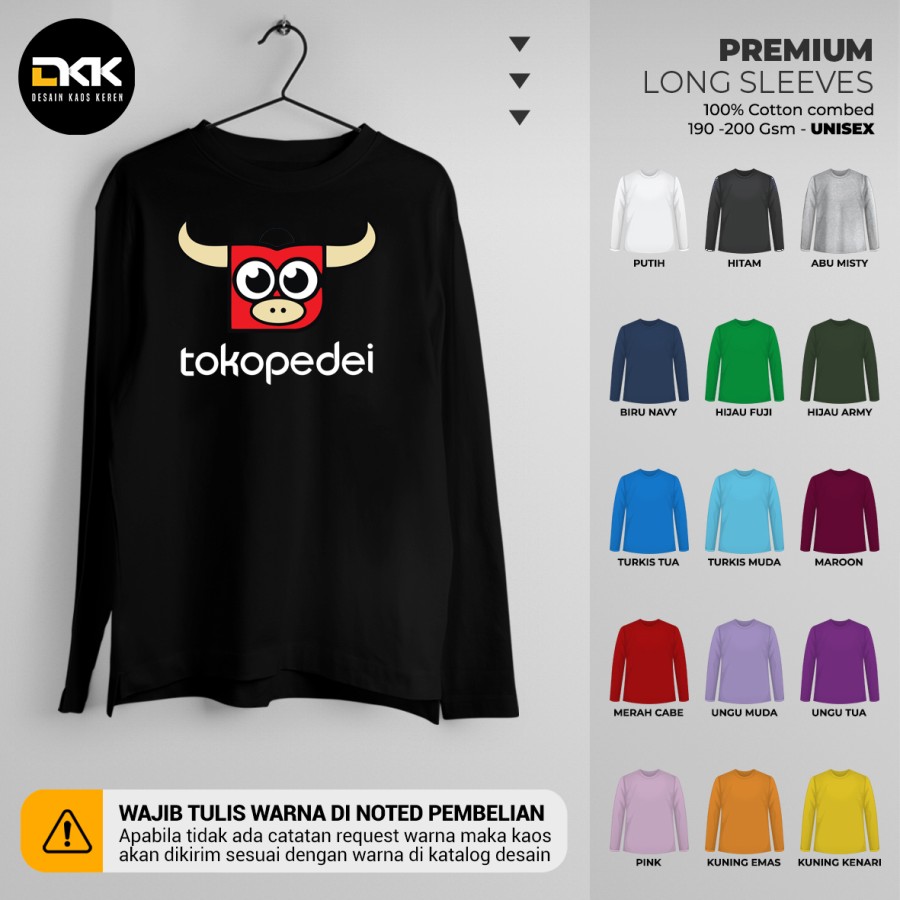 DKK
DESAIN KAOS KEREN
PREMIUM
LONG SLEEVES
100% Cotton combed
190 -200 Gsm - UNISEX
tokopedei
PUTIH
HITAM
ABU MISTY
BIRU NAVY
HIJAU FUJI
HIJAU ARMY
TURKIS TUA
TURKIS MUDA
MAROON
MERAH CABE
UNGU MUDA
UNGU TUA
PINK
KUNING EMAS
KUNING KENARI
WAJIB TULIS WARNA DI NOTED PEMBELIAN
Apabila tidak ada catatan request warna maka kaos
akan dikirim sesuai dengan warna di katalog desain